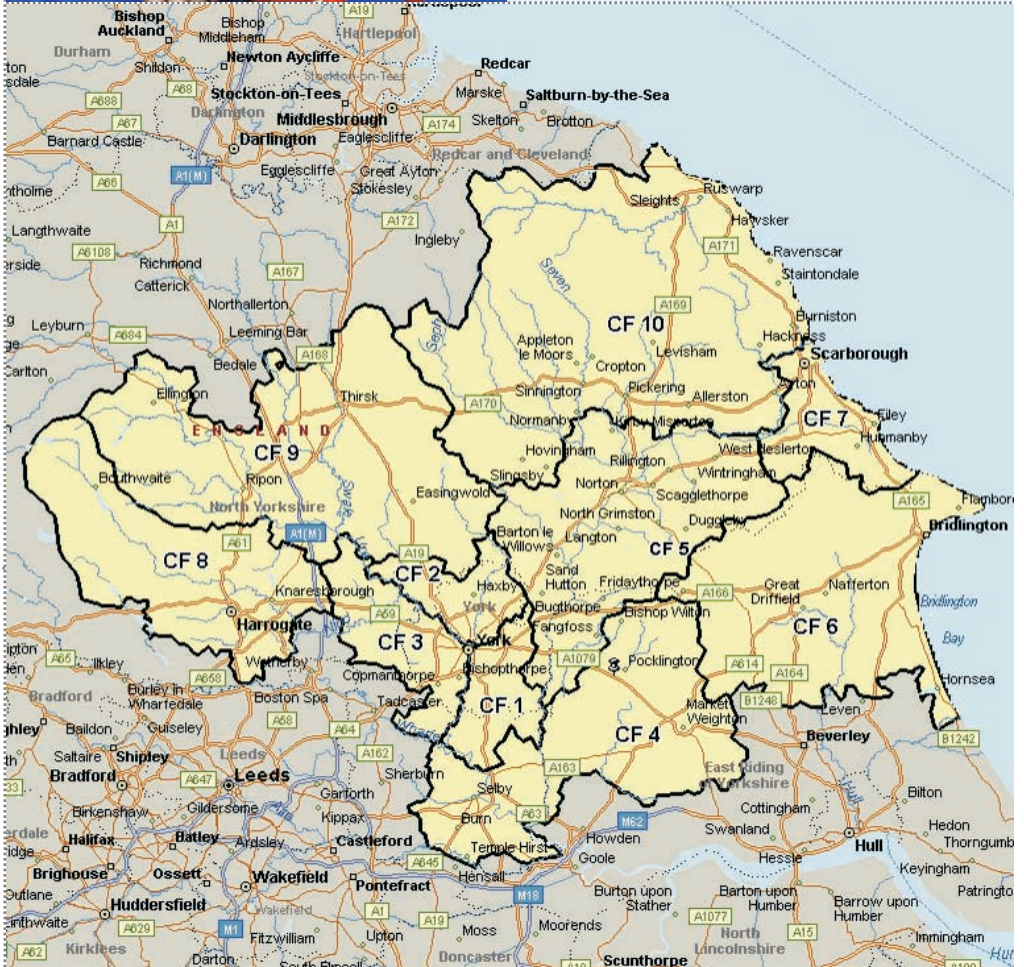 A19
Bishop
Auckland
Bishop
Middleham
Hartlepool
Durham
Newton Aycliffe
Redcar
Shildon
Stockton-on-Tees
A68
Marske
Saltburn-by-the-Sea
A688
Stockton-on-Tees
Darlington
Middlesbrough
Skelton
Brotton
A67
A174
Barnard Castle
Darlington
Eaglescliffe
Redcar and Cleveland
Egglescliffe
Great Ayton
A66
A1(M)
Stokesley
Sleights
Ruswarp
A172
Hawsker
Langthwaite
A1
Ingleby
A171
A6108
Ravenscar
Richmond
A167
Seven
Staintondale
Catterick
Northallerton
A169
Burniston
Leyburn
A684
Leeming Bar
Seph
CF 10
Hackness
Appleton
le Moors
Levisham
Scarborough
Bedale
A168
Cropton
Ellington
Thirsk
Sinnington
Pickering
Ayton
A170
Allerston
ENGLAND
Normanby
Kirby Misperton
CF 7
Filey
CF 9
Hovingham
West Heslerton
Hunmanby
Bouthwaite
Ripon
Slingsby
Rillington
Wintringham
Swale
Easingwold
Norton
Scagglethorpe
A165
North Yorkshire
North Grimston
Duggleby
A61
A1(M)
Barton le
Willows
Langton
Bridlington
CF 8
A19
CF 5
CF 2
Sand
Hutton
Fridaythorpe
Great
Driffield
Nafferton
Knaresborough
Haxby
A166
Bridlington
A59
York
Bugthorpe
Bishop Wilton
CF 6
Harrogate
CF 3
Fangfoss
Bay
York
A65
Ilkley
Wetherby
Bishopthorpe
A1079
Pocklington
A614
A658
Copmanthorpe
A164
Hornsea
Bradford
Burley in
Wharfedale
Boston Spa
Tadcaster
CF 1
Market
Weighton
B1248
Leven
A58
A64
CF 4
Baildon
Guiseley
Beverley
B1242
Saltaire
Shipley
Leeds
A162
Bradford
A647
Leeds
Sherburn
A163
East Riding
of Yorkshire
Selby
Hull
Bilton
Birkenshaw
Gildersome
Garforth
Cottingham
Kippax
Burn
A63
M62
Swanland
Hedon
Halifax
Batley
Ardsley
Castleford
Temple Hirst
Howden
Hull
Thorngumb
Brighouse
Ossett
A645
Goole
Hessle
Keyingham
Wakefield
Hensall
Pontefract
M18
Burton upon
Stather
Barton upon
Humber
Huddersfield
Wakefield
A1
Barrow upon
Humber
A629
M1
A19
Moorends
A1077
Fitzwilliam
Upton
Moss
North
Lincolnshire
A15
Immingham
A62
Kirklees
Darton
Doncaster
Scunthorpe